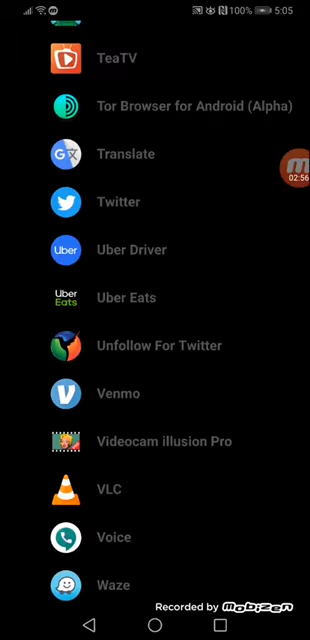 100% 5:05
TeaTV
Tor Browser for Android (Alpha)
G
Translate
02:56
Twitter
Uber
Uber Driver
Uber
Eats
Uber Eats
Unfollow For Twitter
Venmo
Videocam illusion Pro
VLC
Voice
Waze
Recorded by mobizen